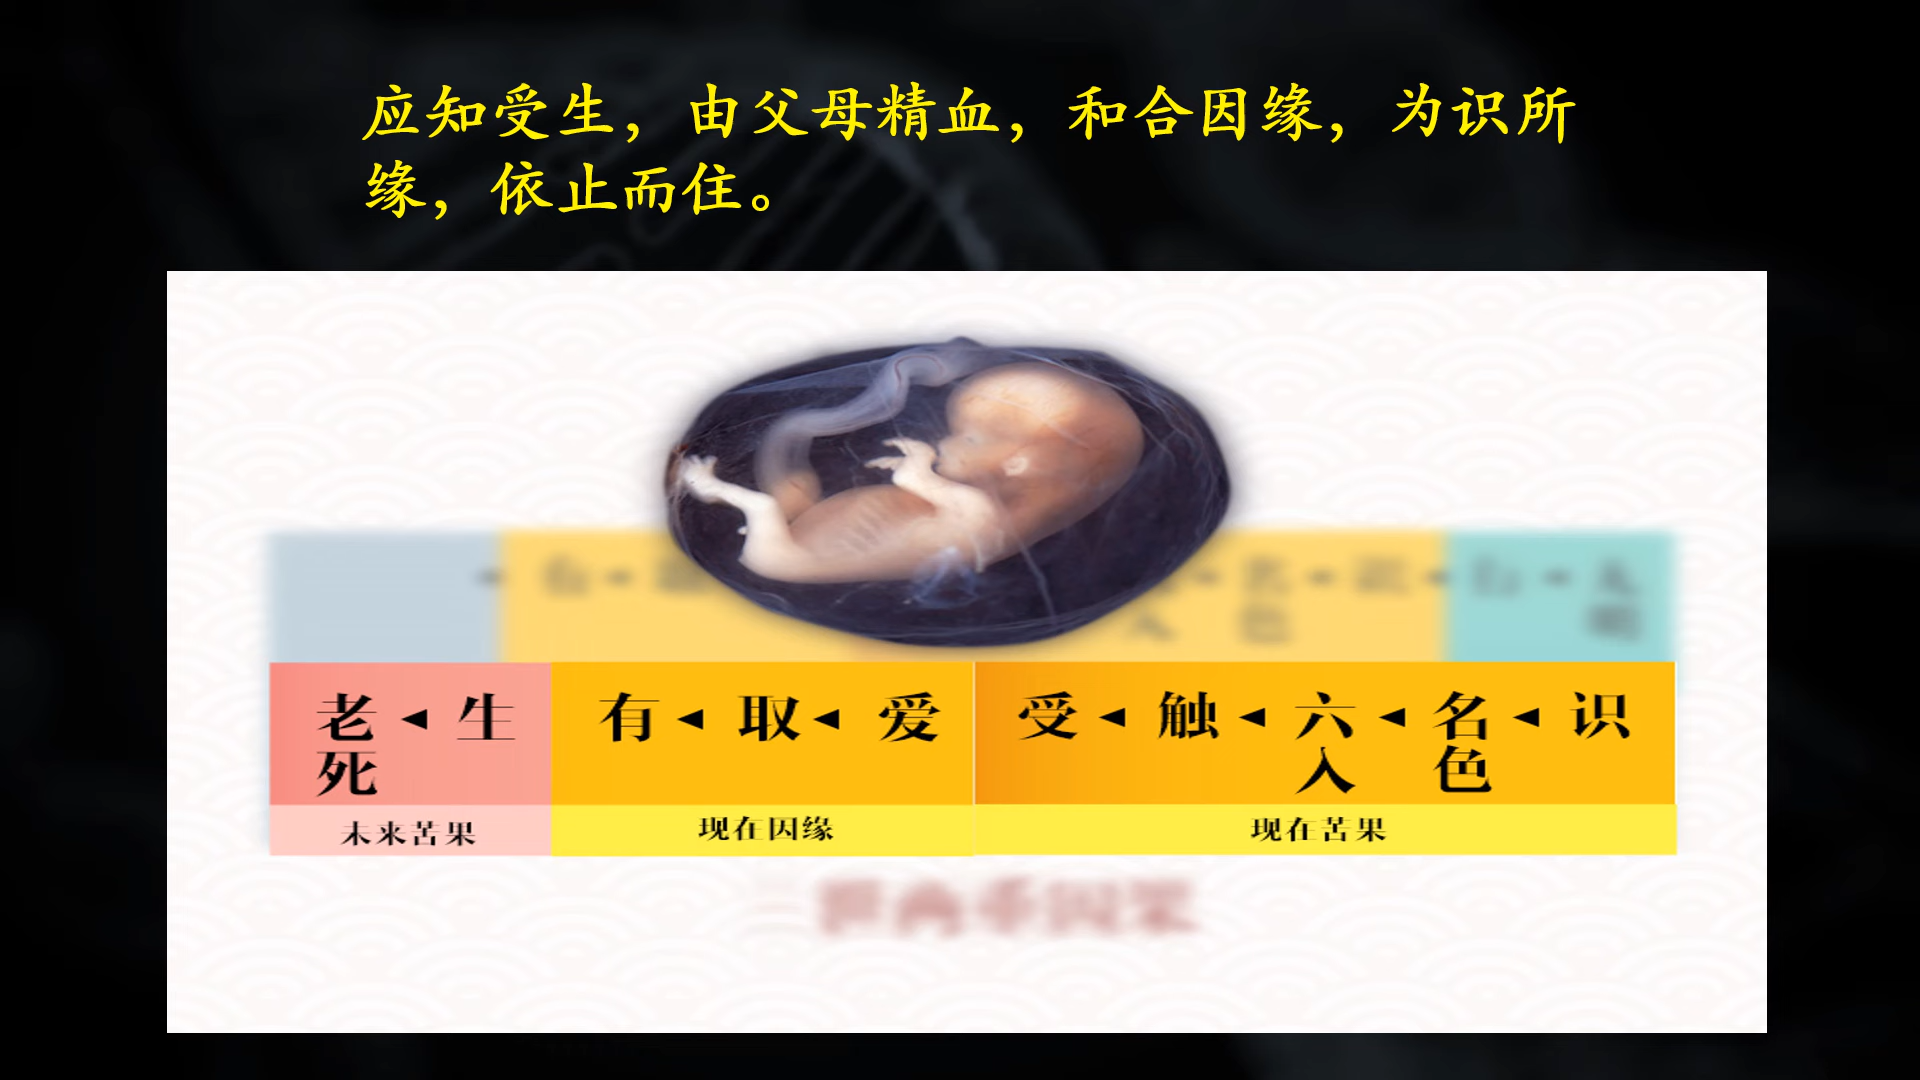 应知受生，由父母精血，和合因缘，为识所
缘，依止而住。
老死 ◄ 生 有 ◄ 取 ◄ 爱 受 ◄ 触 ◄ 六入 ◄ 名色 ◄ 识
未来苦果 现在因缘 现在苦果